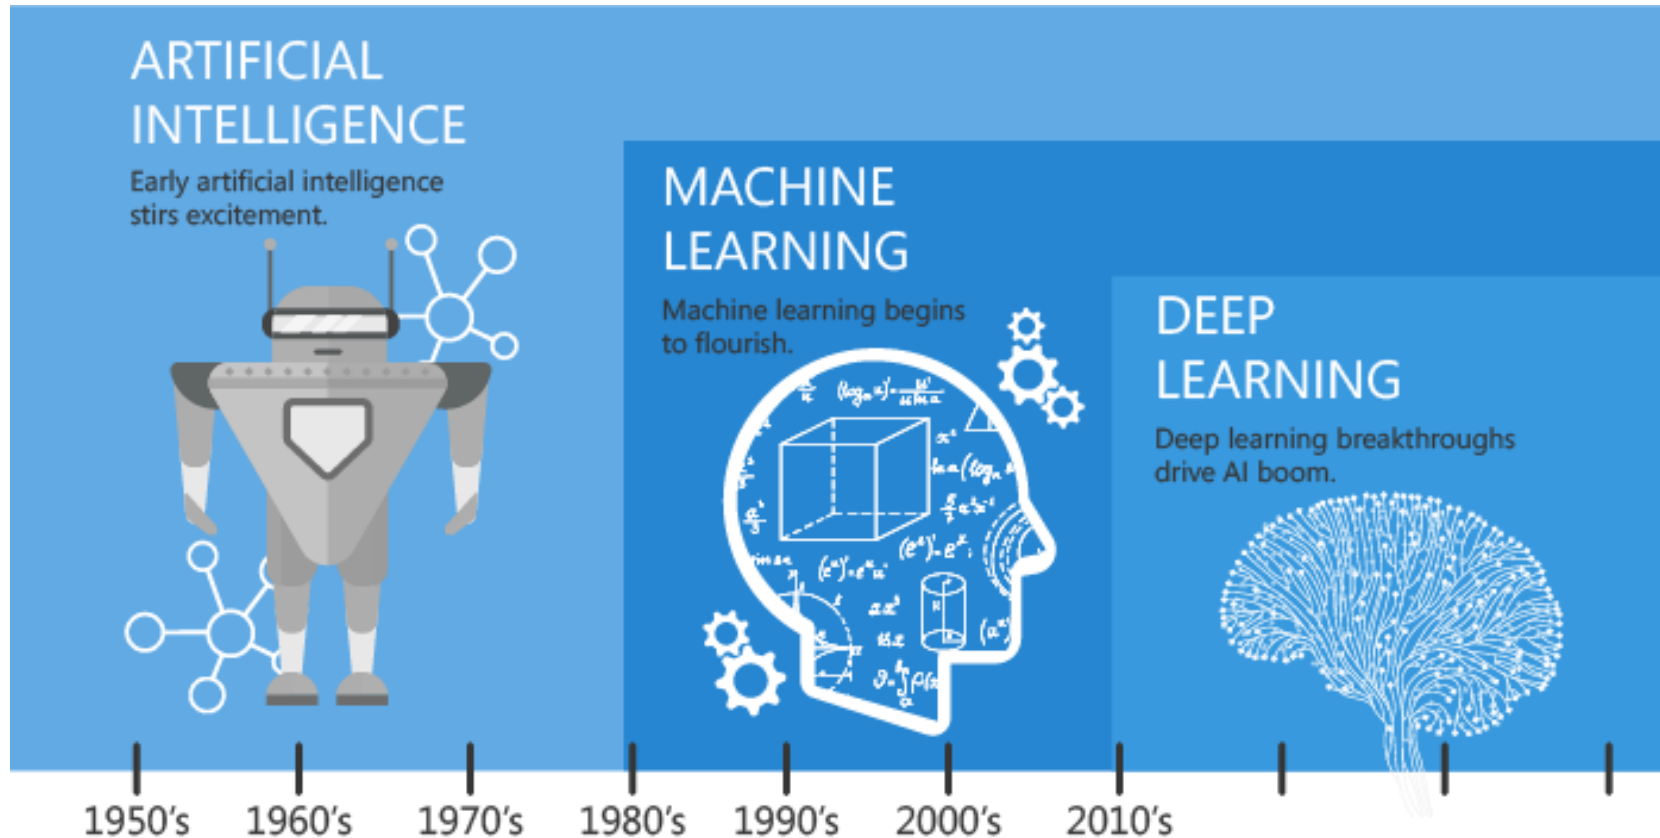 ARTIFICIAL
INTELLIGENCE
Early artificial intelligence
stirs excitement.
MACHINE
LEARNING
Machine learning begins
to flourish.
DEEP
LEARNING
Deep learning breakthroughs
drive AI boom.
1950's 1960's 1970's 1980's 1990's 2000's 2010's